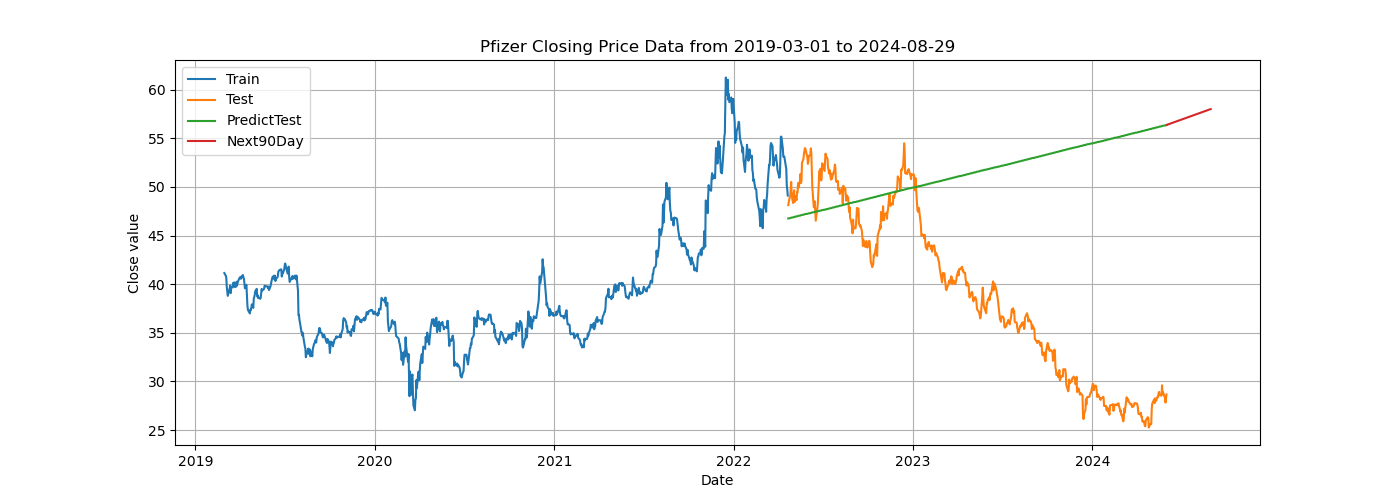 Pfizer Closing Price Data from 2019-03-01 to 2024-08-29
Train
Test
PredictTest
Next90Day
60
55
50
45
40
35
30
25
Close value
2019 2020 2021 2022 2023 2024
Date